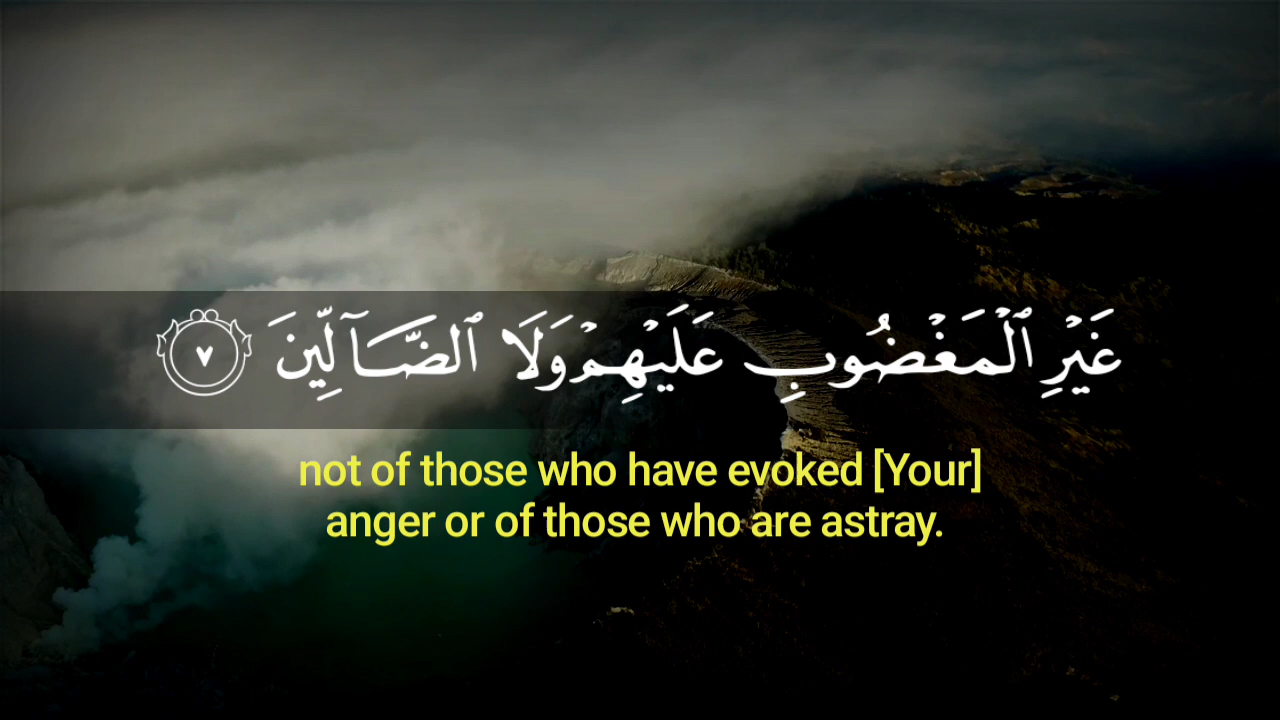 غَيْرِ ٱلْمَغْضُوبِ عَلَيْهِمْ وَلَا ٱلضَّآلِّينَ ٧
not of those who have evoked [Your]
anger or of those who are astray.